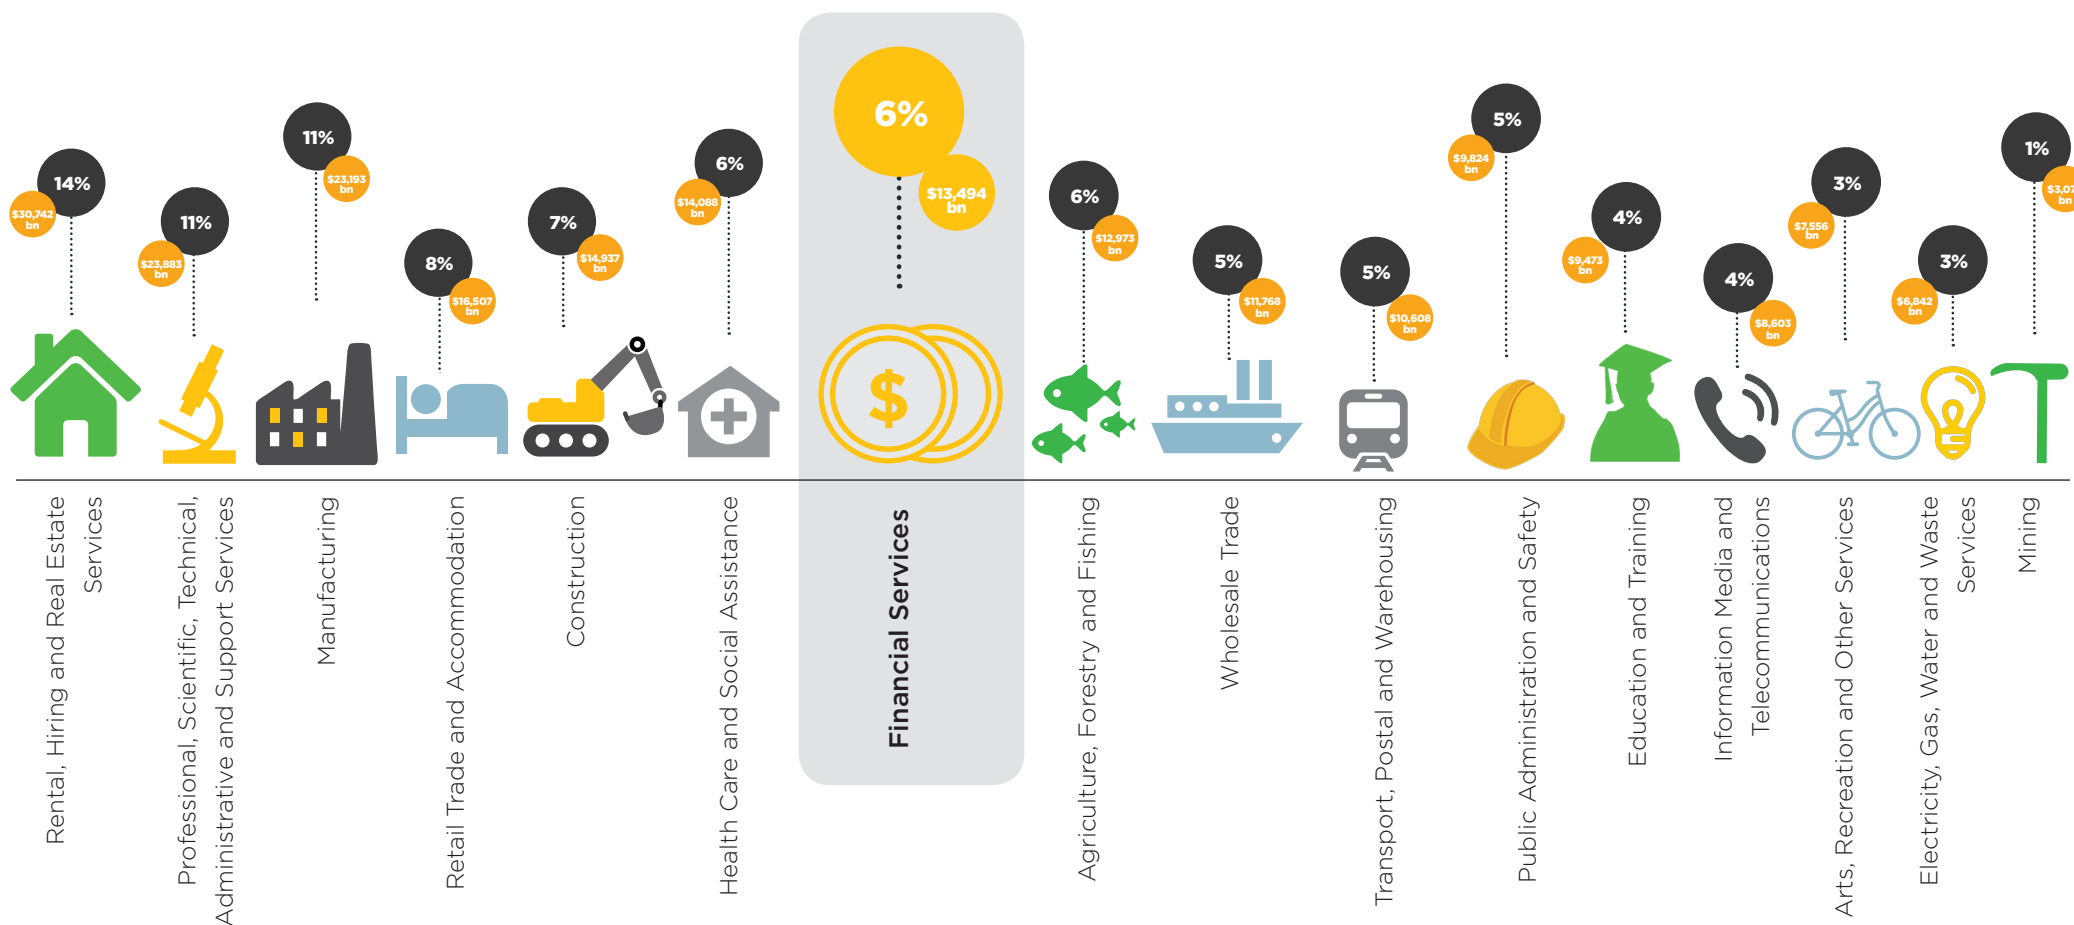 14%
$30,742
bn
11%
$23,883
bn
11%
$23,193
bn
8%
$16,507
bn
7%
$14,937
bn
6%
$14,088
bn
6%
$13,494
bn
6%
$12,973
bn
5%
$11,768
bn
5%
$10,608
bn
5%
$9,824
bn
4%
$9,473
bn
4%
$8,603
bn
3%
$7,556
bn
3%
$6,842
bn
1%
bn
$
Rental, Hiring and Real Estate
Services
Professional, Scientific, Technical,
Administrative and Support Services
Manufacturing
Retail Trade and Accommodation
Construction
Health Care and Social Assistance
Financial Services
Agriculture, Forestry and Fishing
Wholesale Trade
Transport, Postal and Warehousing
Public Administration and Safety
Education and Training
Information Media and
Telecommunications
Arts, Recreation and Other Services
Electricity, Gas, Water and Waste
Services
Mining